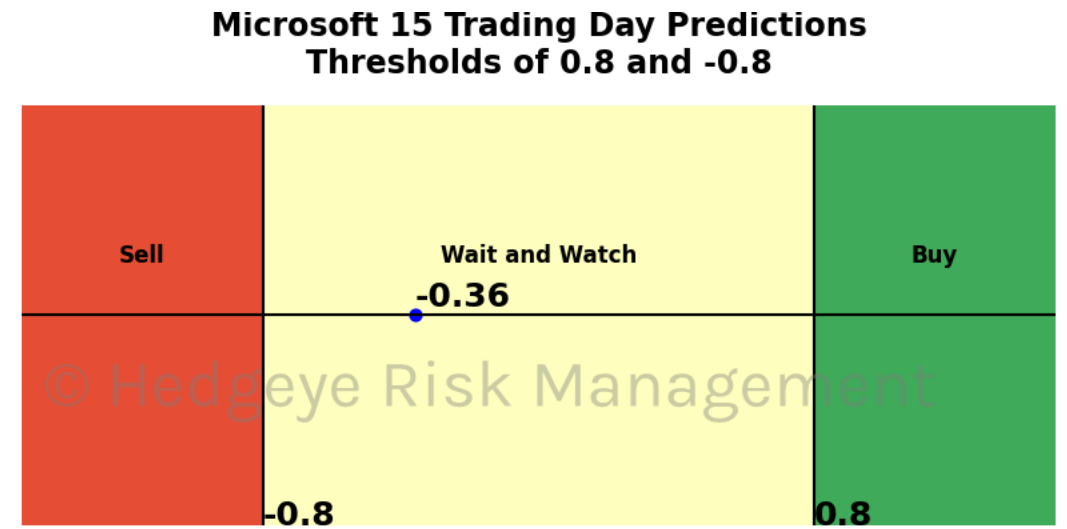 Microsoft 15 Trading Day Predictions
Thresholds of 0.8 and -0.8
Sell
Wait and Watch
Buy
-0.36
© Hedgeye Risk Management
-0.8
0.8